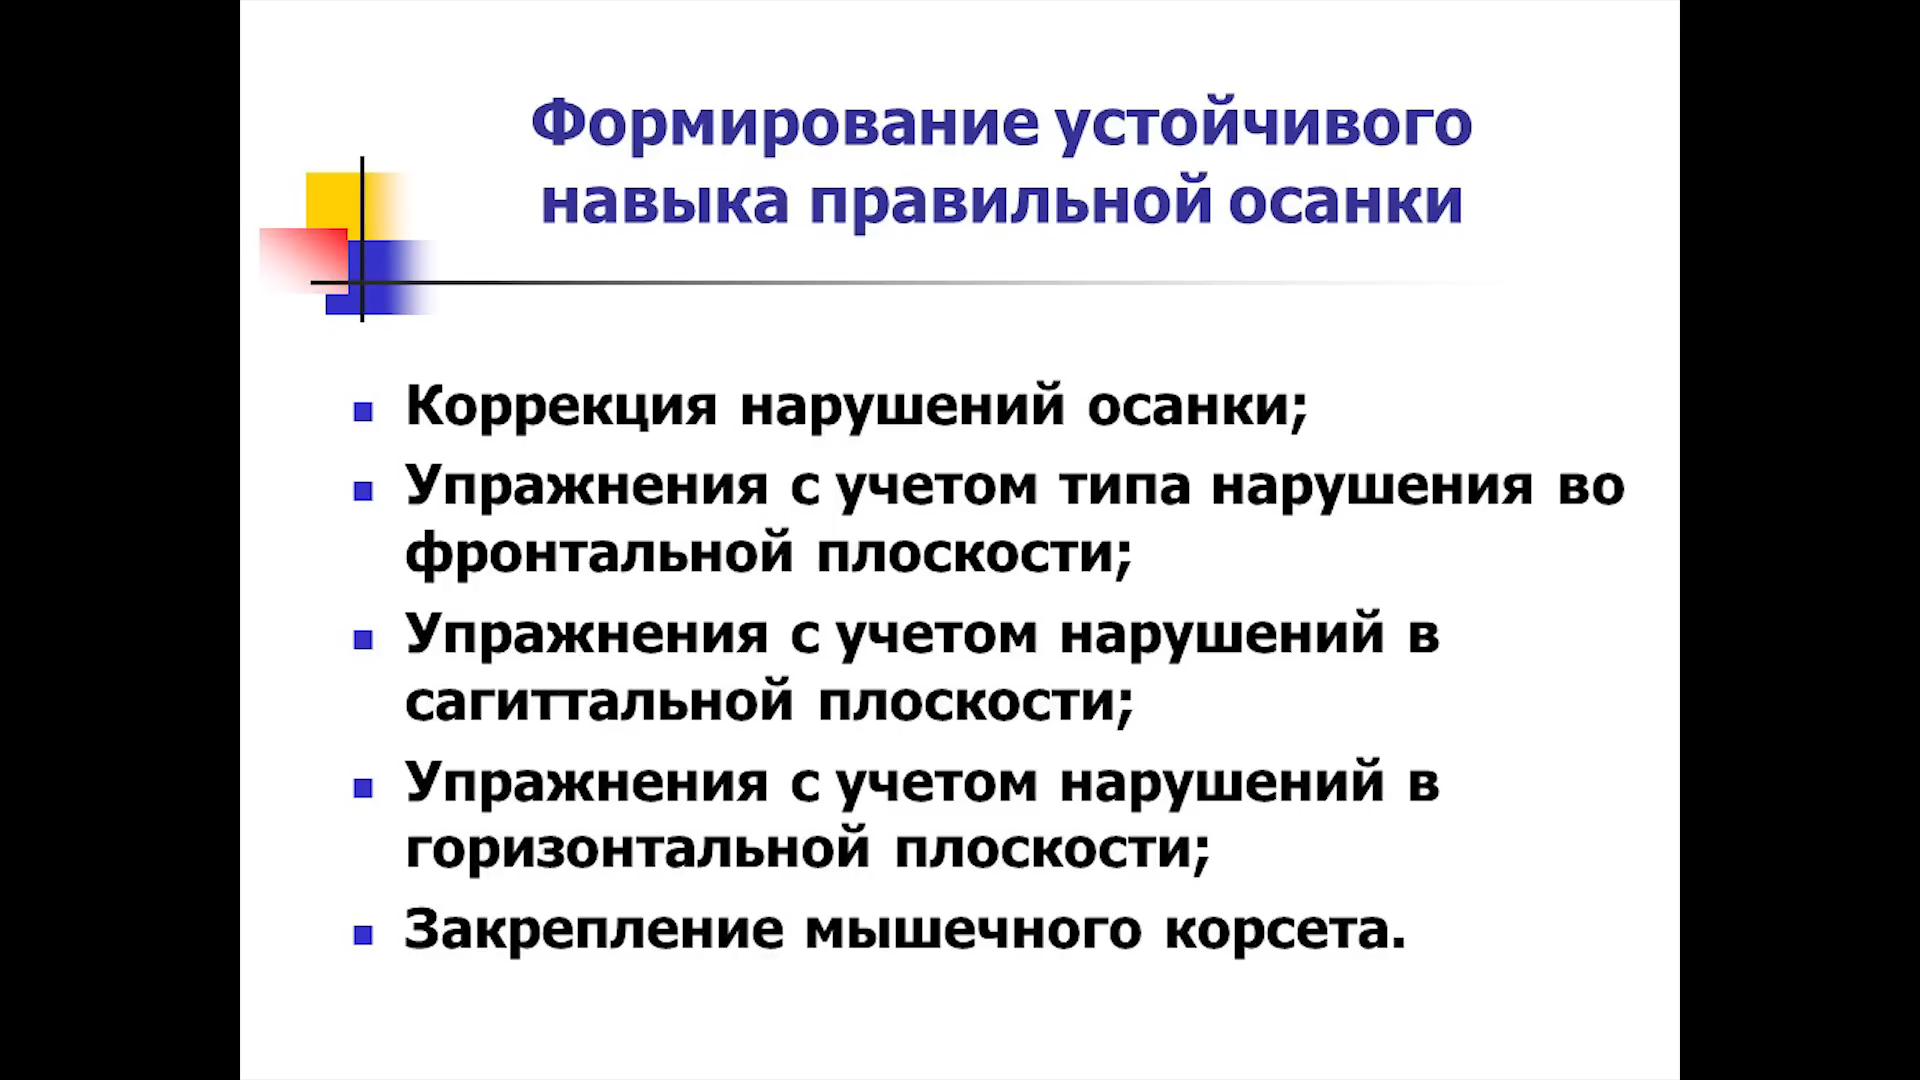 Формирование устойчивого
навыка правильной осанки
Коррекция нарушений осанки;
Упражнения с учетом типа нарушения во
фронтальной плоскости;
Упражнения с учетом нарушений в
сагиттальной плоскости;
Упражнения с учетом нарушений в
горизонтальной плоскости;
Закрепление мышечного корсета.